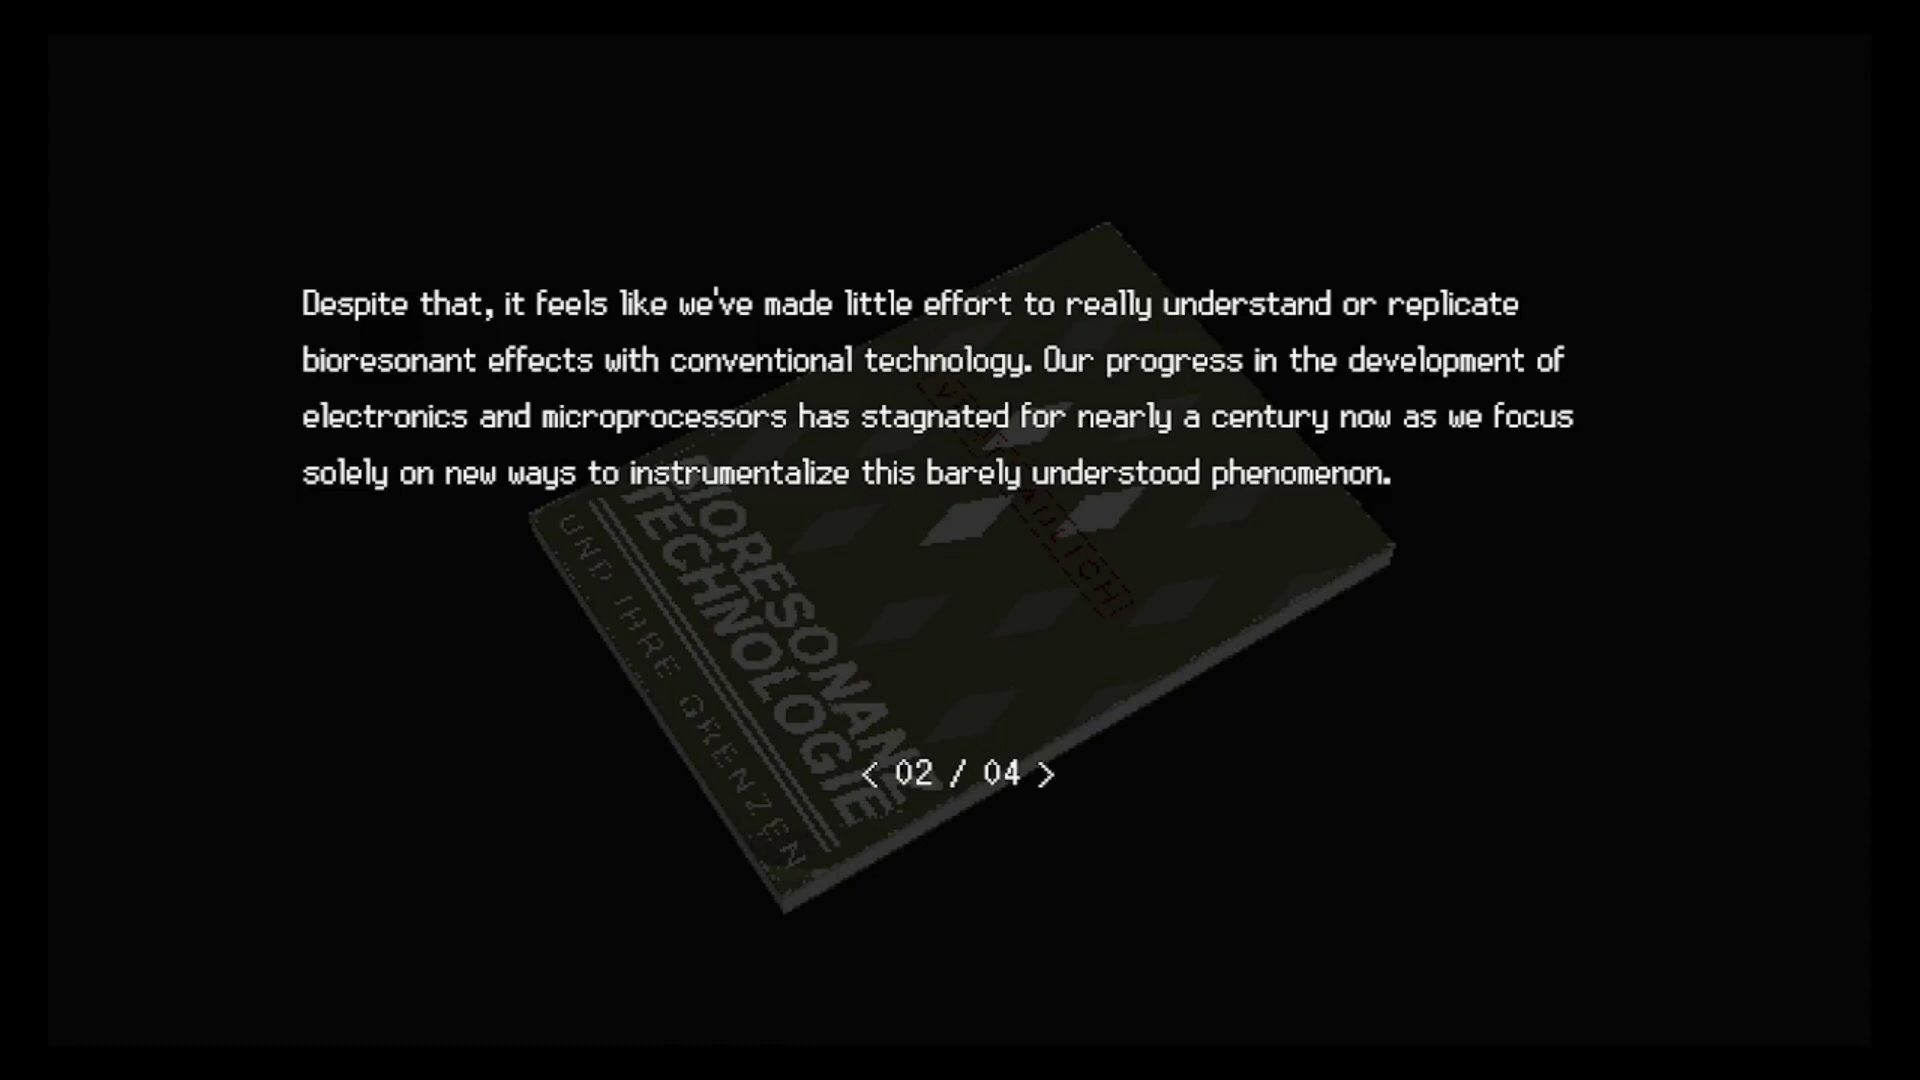 Despite that, it feels like we've made little effort to really understand or replicate
bioresonant effects with conventional technology. Our progress in the development of
electronics and microprocessors has stagnated for nearly a century now as we focus
solely on new ways to instrumentalize this barely understood phenomenon.
BIORESONANZ
TECHNOLOGIE
UND IHRE GRENZEN
< 02 / 04 >